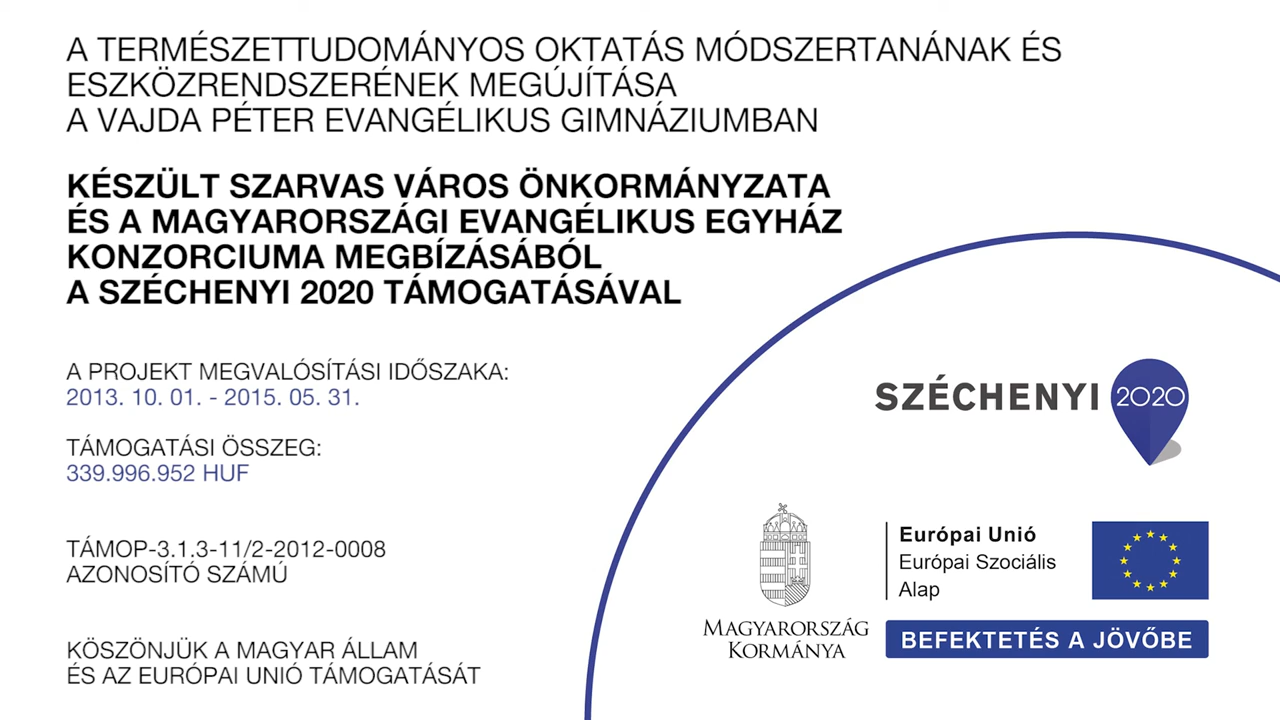 A TERMÉSZETTUDOMÁNYOS OKTATÁS MÓDSZERTANÁNAK ÉS
ESZKÖZRENDSZERÉNEK MEGÚJÍTÁSA
A VAJDA PÉTER EVANGÉLIKUS GIMNÁZIUMBAN
KÉSZÜLT SZARVAS VÁROS ÖNKORMÁNYZATA
ÉS A MAGYARORSZÁGI EVANGÉLIKUS EGYHÁZ
KONZORCIUMA MEGBÍZÁSÁBÓL
A SZÉCHENYI 2020 TÁMOGATÁSÁVAL
A PROJEKT MEGVALÓSÍTÁSI IDŐSZAKA:
2013. 10. 01. - 2015. 05. 31.
TÁMOGATÁSI ÖSSZEG:
339.996.952 HUF
TÁMOP-3.1.3-11/2-2012-0008
AZONOSÍTÓ SZÁMÚ
KÖSZÖNJÜK A MAGYAR ÁLLAM
ÉS AZ EURÓPAI UNIÓ TÁMOGATÁSÁT
SZÉCHENYI 2020
MAGYARORSZÁG
KORMÁNYA
Európai Unió
Európai Szociális
Alap
BEFEKTETÉS A JÖVŐBE